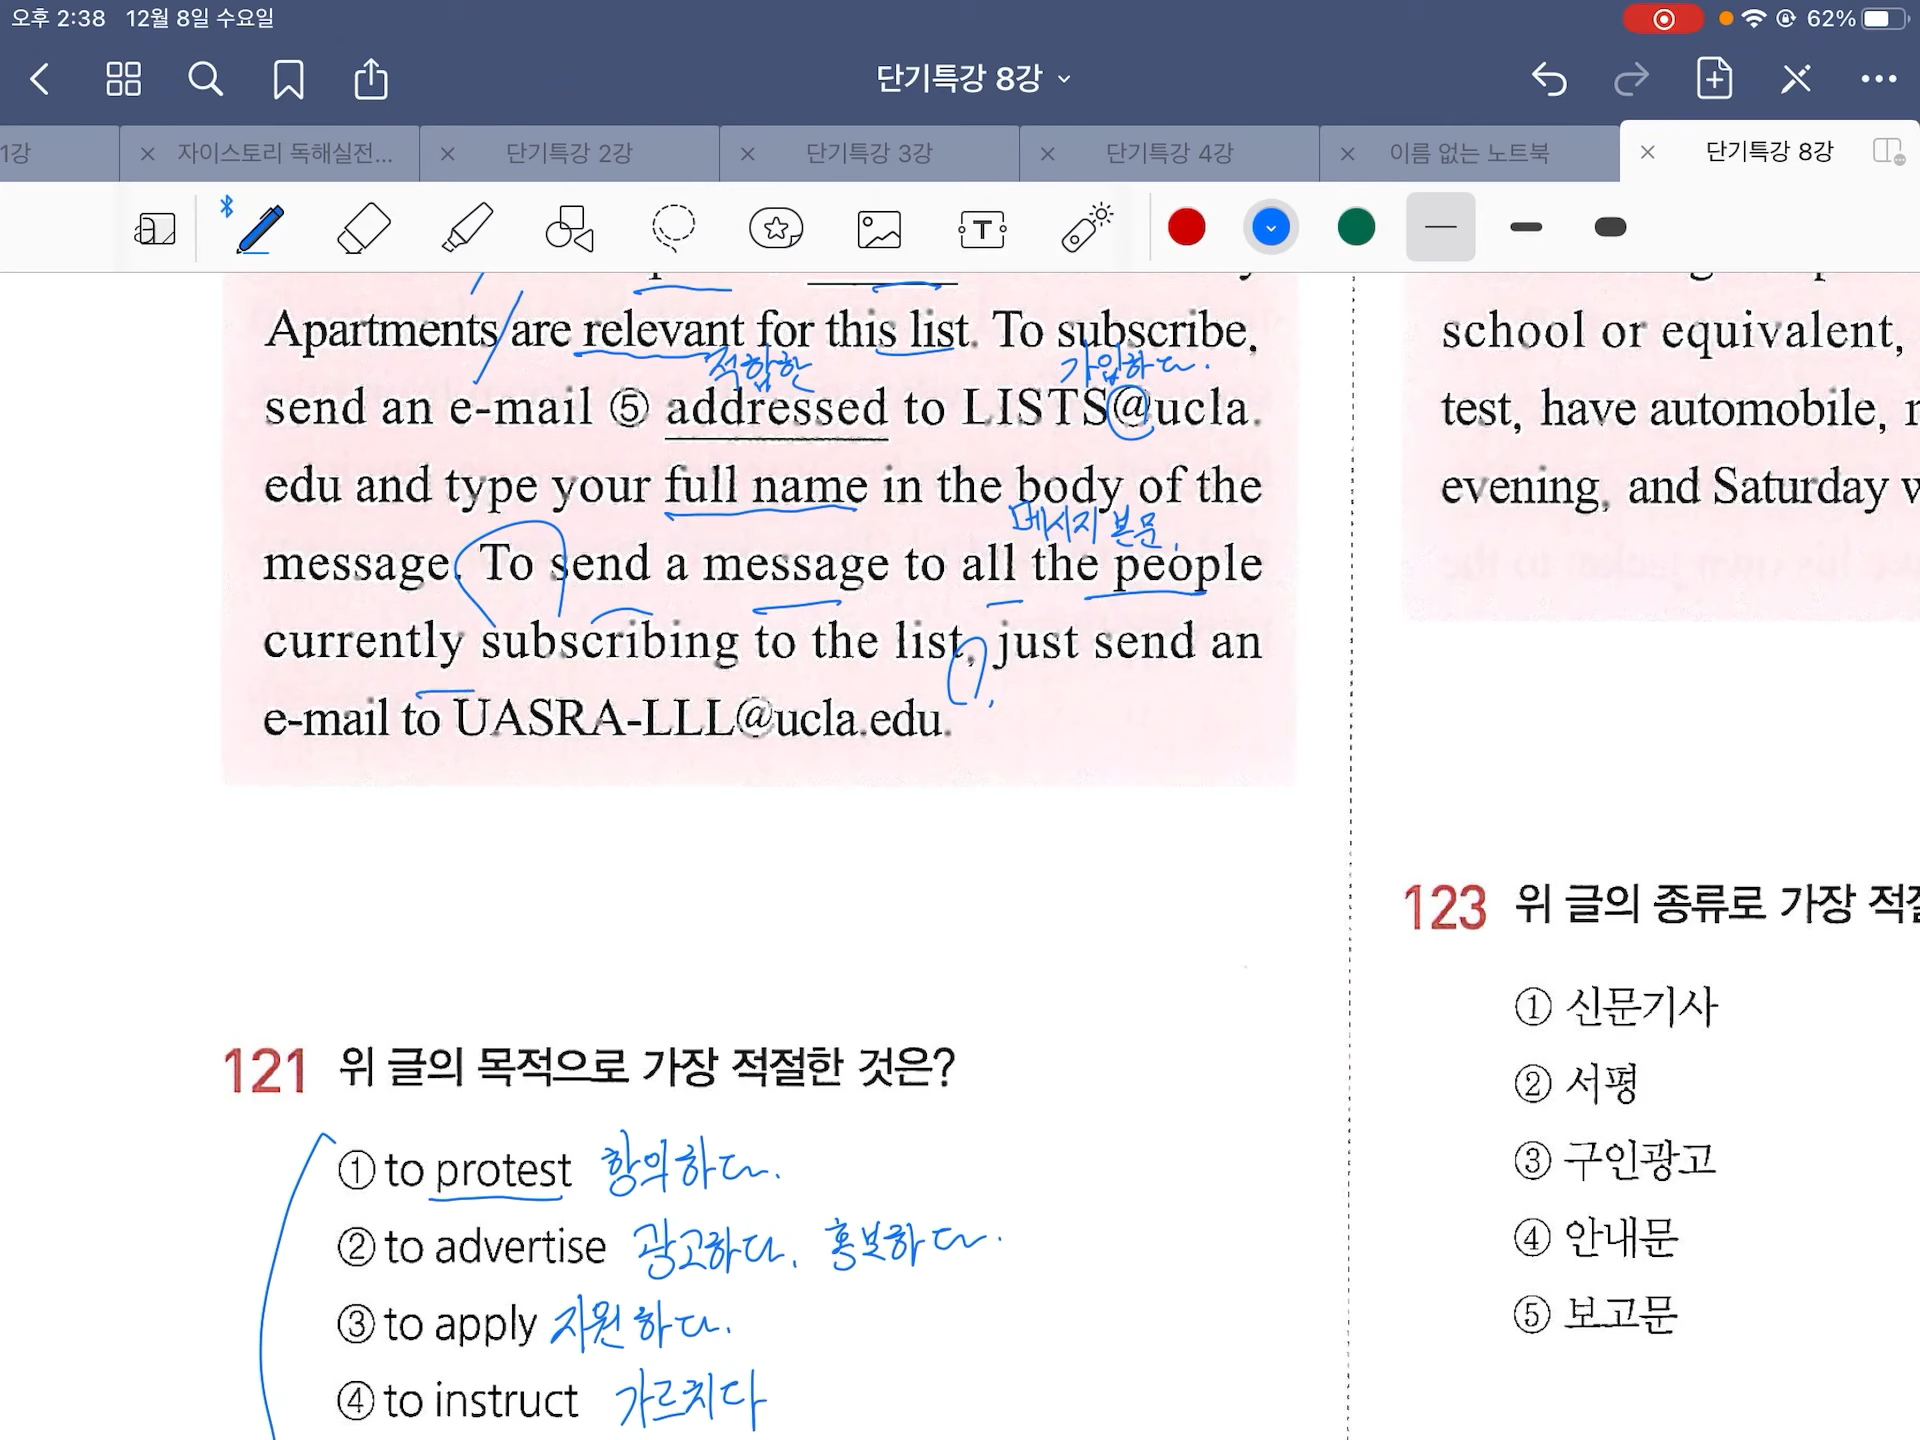 오후 2:38 12월 8일 수요일 62%
단기특강 8강
1강 자이스토리 독해실전... 단기특강 2강 단기특강 3강 단기특강 4강 이름 없는 노트북 단기특강 8강
Apartments are relevant for this list. To subscribe,
적합한 가입하다.
send an e-mail ⑤ addressed to LISTS@ucla.
edu and type your full name in the body of the
메시지 본문.
message. To send a message to all the people
currently subscribing to the list, just send an
e-mail to UASRA-LLL@ucla.edu.
121 위 글의 목적으로 가장 적절한 것은?
① to protest 항의하다.
② to advertise 광고하다. 홍보하다.
③ to apply 지원하다.
④ to instruct 가르치다
school or equivalent,
test, have automobile,
evening, and Saturday
123 위 글의 종류로 가장
① 신문기사
② 서평
③ 구인광고
④ 안내문
⑤ 보고문